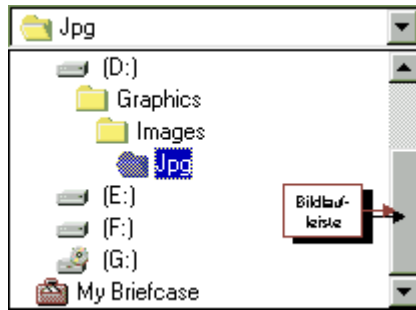 Jpg
(D:)
Graphics
Images
Jpg
(E:)
(F:)
(G:)
My Briefcase
Bildlauf-
leiste